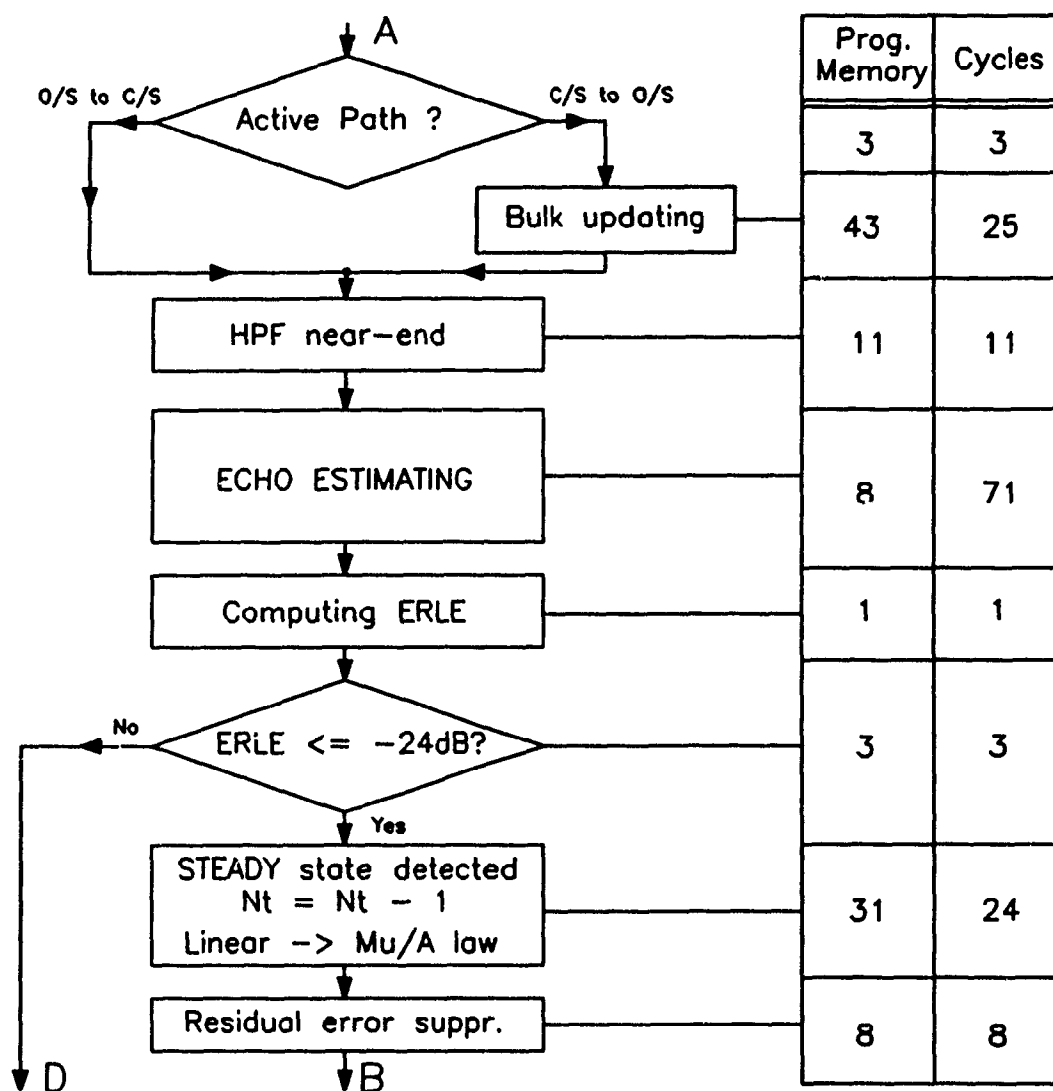 A
O/S to C/S
C/S to O/S
Active Path ?
Bulk updating
HPF near-end
ECHO ESTIMATING
Computing ERLE
No
ERLE <= -24dB?
Yes
STEADY state detected
Nt = Nt - 1
Linear -> Mu/A law
Residual error suppr.
D
B
Prog. Memory Cycles
3 3
43 25
11 11
8 71
1 1
3 3
31 24
8 8